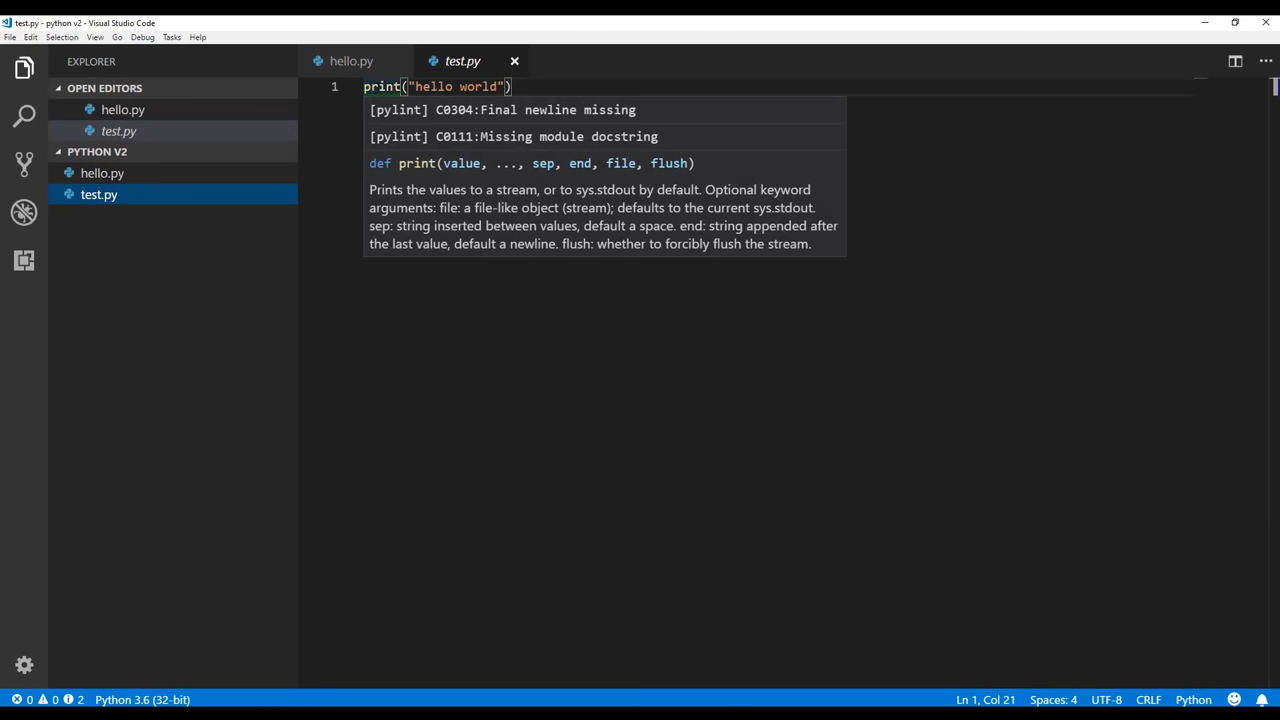 test.py - python v2 - Visual Studio Code
File Edit Selection View Go Debug Tasks Help
EXPLORER
OPEN EDITORS
hello.py
test.py
PYTHON V2
hello.py
test.py
hello.py test.py
1 print("hello world")
[pylint] C0304:Final newline missing
[pylint] C0111:Missing module docstring
def print(value, ..., sep, end, file, flush)
Prints the values to a stream, or to sys.stdout by default. Optional keyword
arguments: file: a file-like object (stream); defaults to the current sys.stdout.
sep: string inserted between values, default a space. end: string appended after
the last value, default a newline. flush: whether to forcibly flush the stream.
0 0 2 Python 3.6 (32-bit) Ln 1, Col 21 Spaces: 4 UTF-8 CRLF Python